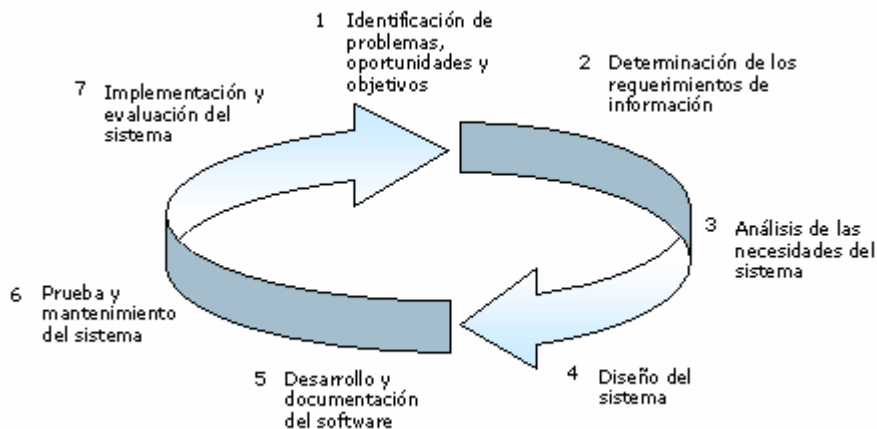 1 Identificación de
problemas,
oportunidades y
objetivos
2 Determinación de los
requerimientos de
información
3 Análisis de las
necesidades del
sistema
4 Diseño del
sistema
5 Desarrollo y
documentación
del software
6 Prueba y
mantenimiento
del sistema
7 Implementación y
evaluación del
sistema